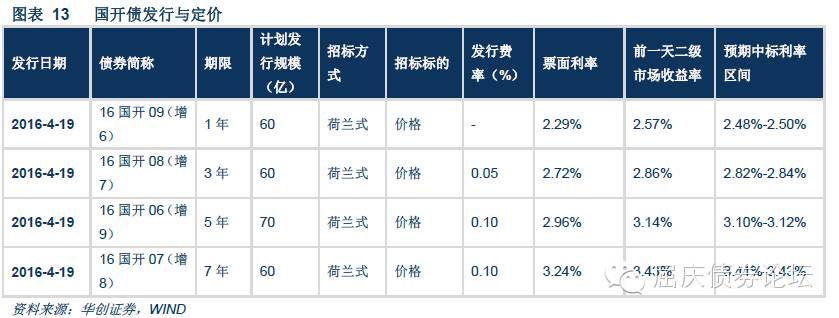 图表 13 国开债发行与定价
发行日期 债券简称 期限 计划发行规模(亿) 招标方式 招标标的 发行费率(%) 票面利率 前一天二级市场收益率 预期中标利率区间
2016-4-19 16 国开 09(增6) 1 年 60 荷兰式 价格 - 2.29% 2.57% 2.48%-2.50%
2016-4-19 16 国开 08(增7) 3 年 60 荷兰式 价格 0.05 2.72% 2.86% 2.82%-2.84%
2016-4-19 16 国开 06(增9) 5 年 70 荷兰式 价格 0.10 2.96% 3.14% 3.10%-3.12%
2016-4-19 16 国开 07(增8) 7 年 60 荷兰式 价格 0.10 3.24% 3.43%
屈庆债券论坛
资料来源:华创证券,WIND